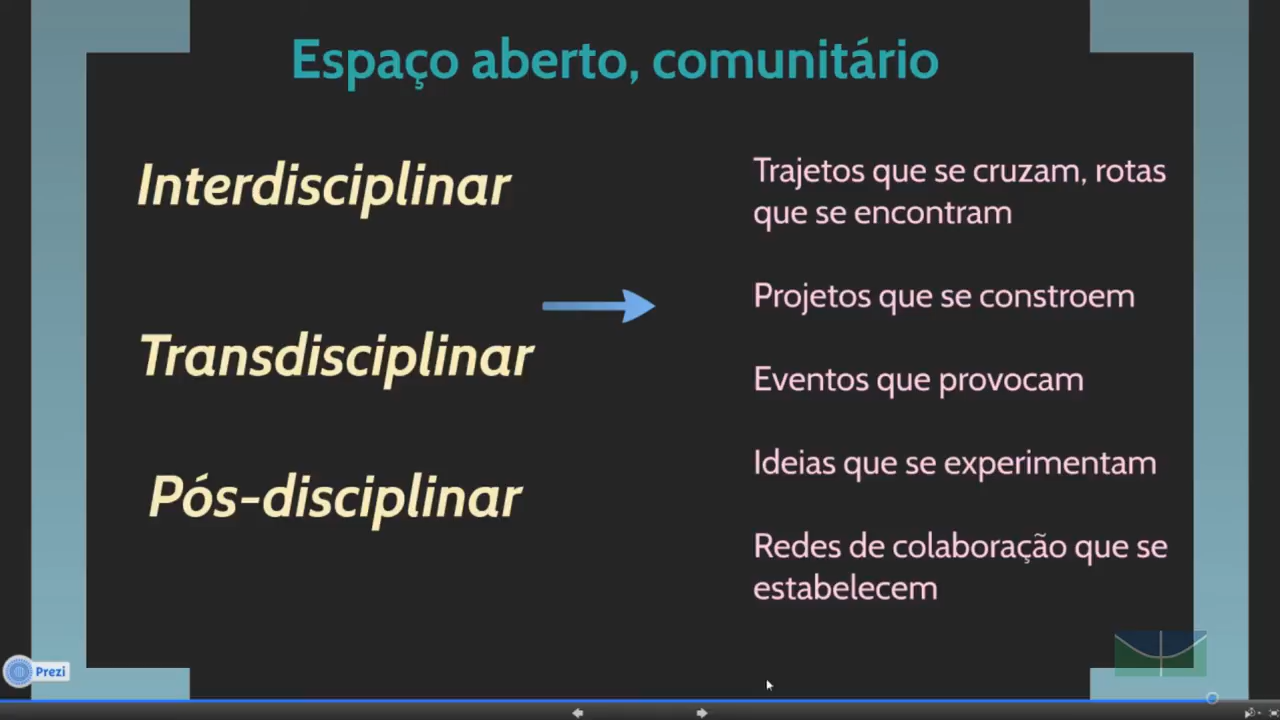 Espaço aberto, comunitário
Interdisciplinar
Transdisciplinar
Pós-disciplinar
Trajetos que se cruzam, rotas
que se encontram
Projetos que se constroem
Eventos que provocam
Ideias que se experimentam
Redes de colaboração que se
estabelecem
Prezi